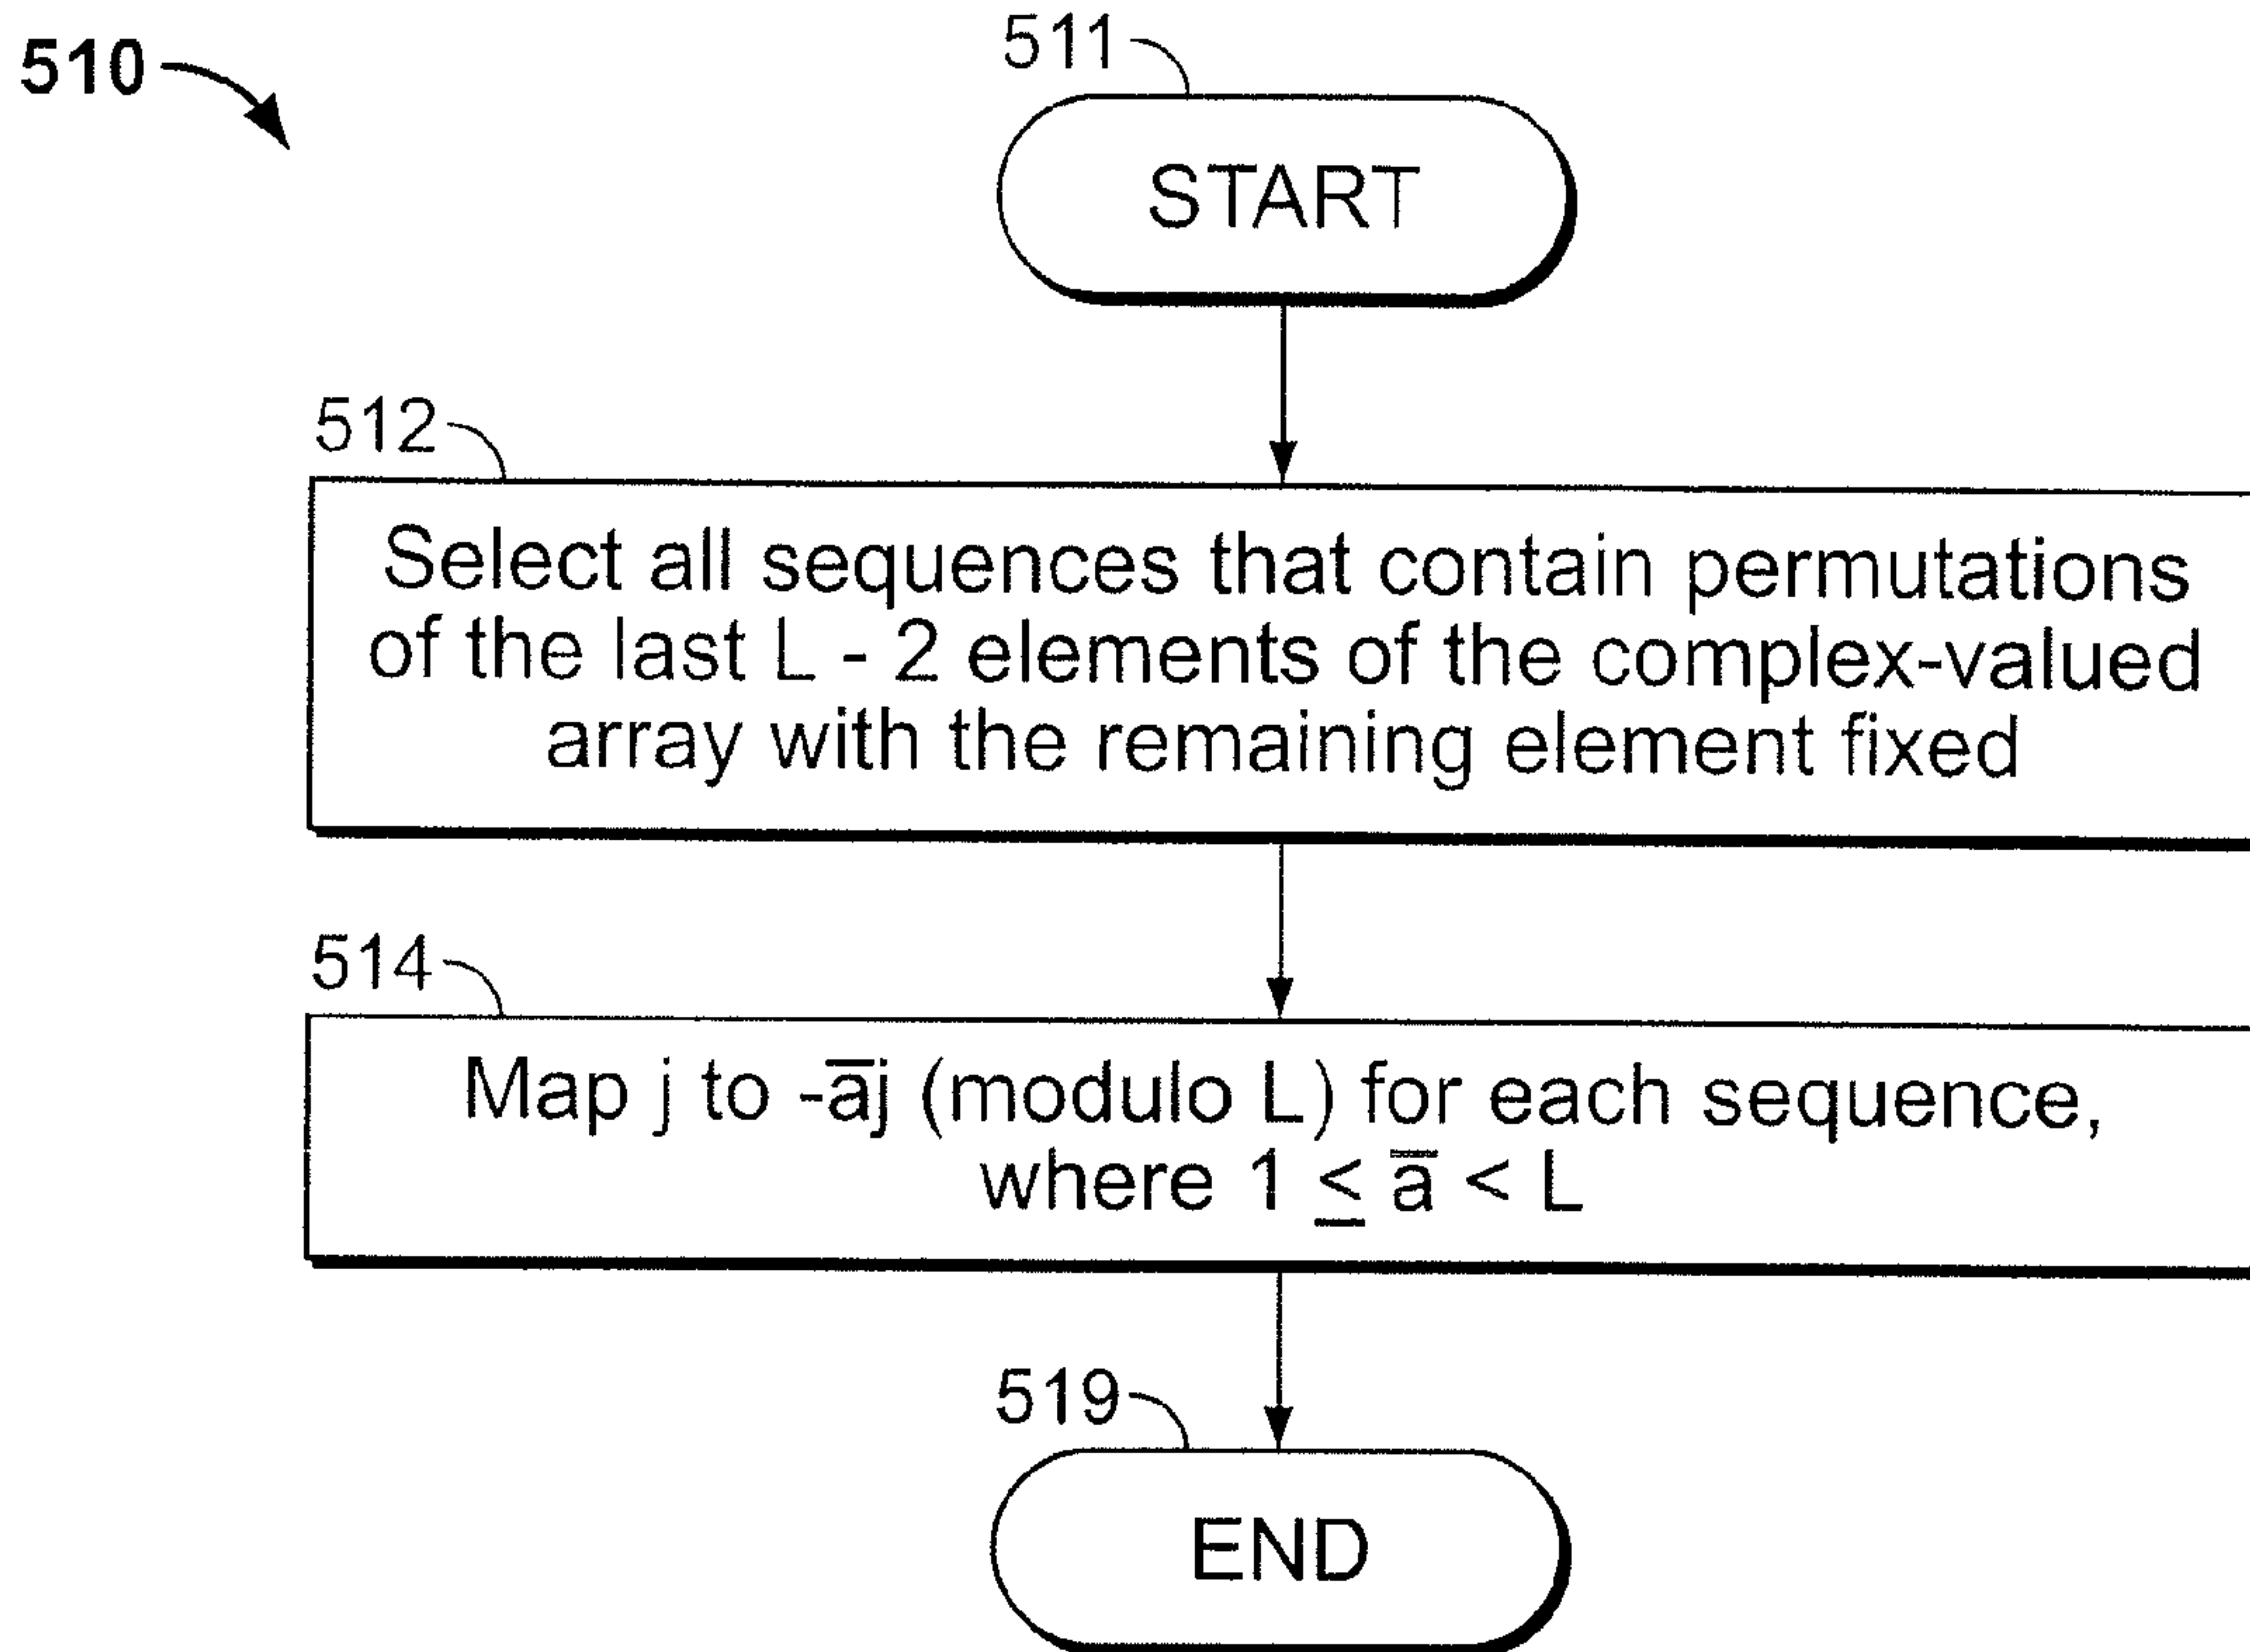 510
511
START
512
Select all sequences that contain permutations
of the last L - 2 elements of the complex-valued
array with the remaining element fixed
514
Map j to -a̅j (modulo L) for each sequence,
where 1 ≤ a̅ < L
519
END